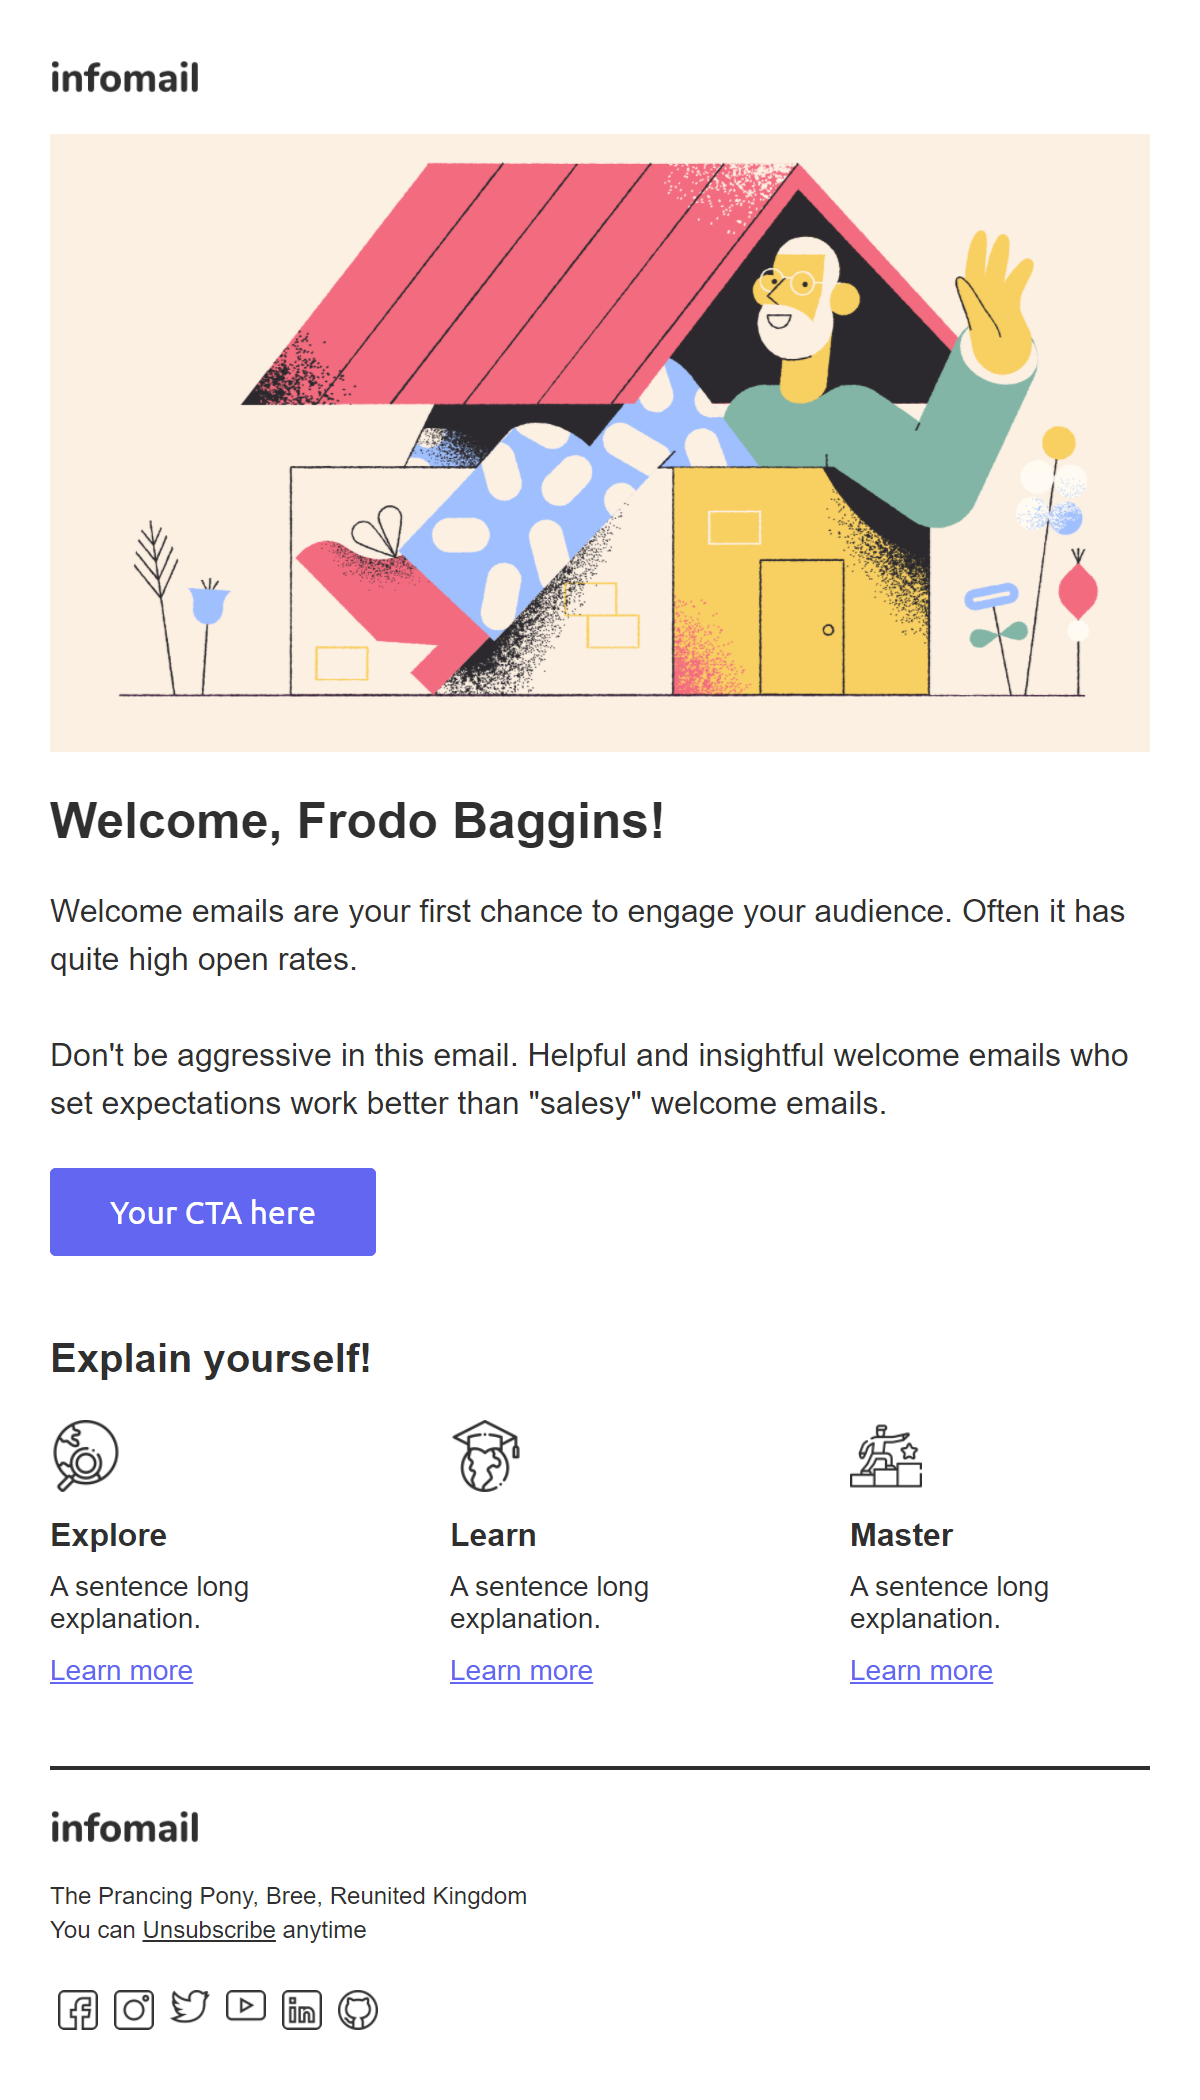 infomail
Welcome, Frodo Baggins!
Welcome emails are your first chance to engage your audience. Often it has
quite high open rates.
Don't be aggressive in this email. Helpful and insightful welcome emails who
set expectations work better than "salesy" welcome emails.
Your CTA here
Explain yourself!
Explore
A sentence long
explanation.
Learn more
Learn
A sentence long
explanation.
Learn more
Master
A sentence long
explanation.
Learn more
infomail
The Prancing Pony, Bree, Reunited Kingdom
You can Unsubscribe anytime